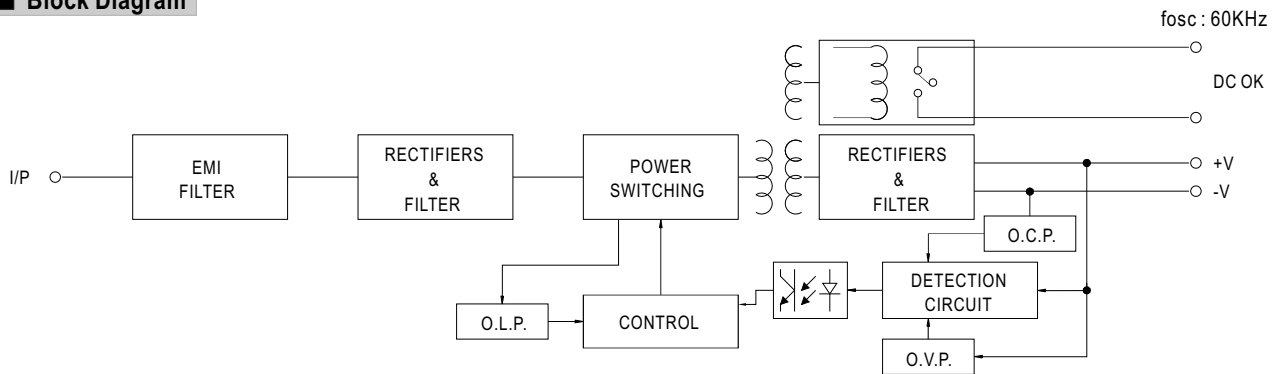 ■ Block Diagram
fosc : 60KHz
DC OK
I/P
EMI
FILTER
RECTIFIERS
&
FILTER
POWER
SWITCHING
RECTIFIERS
&
FILTER
+V
-V
O.C.P.
DETECTION
CIRCUIT
O.L.P.
CONTROL
O.V.P.